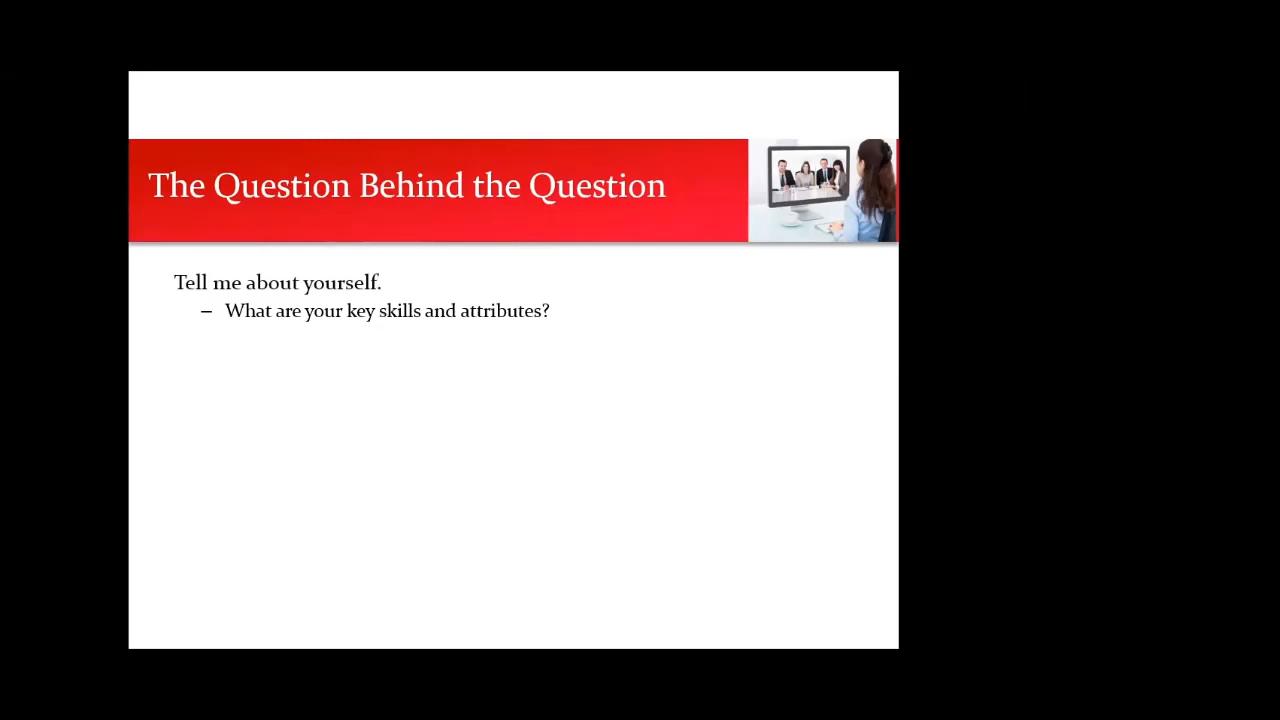 The Question Behind the Question
Tell me about yourself.
– What are your key skills and attributes?